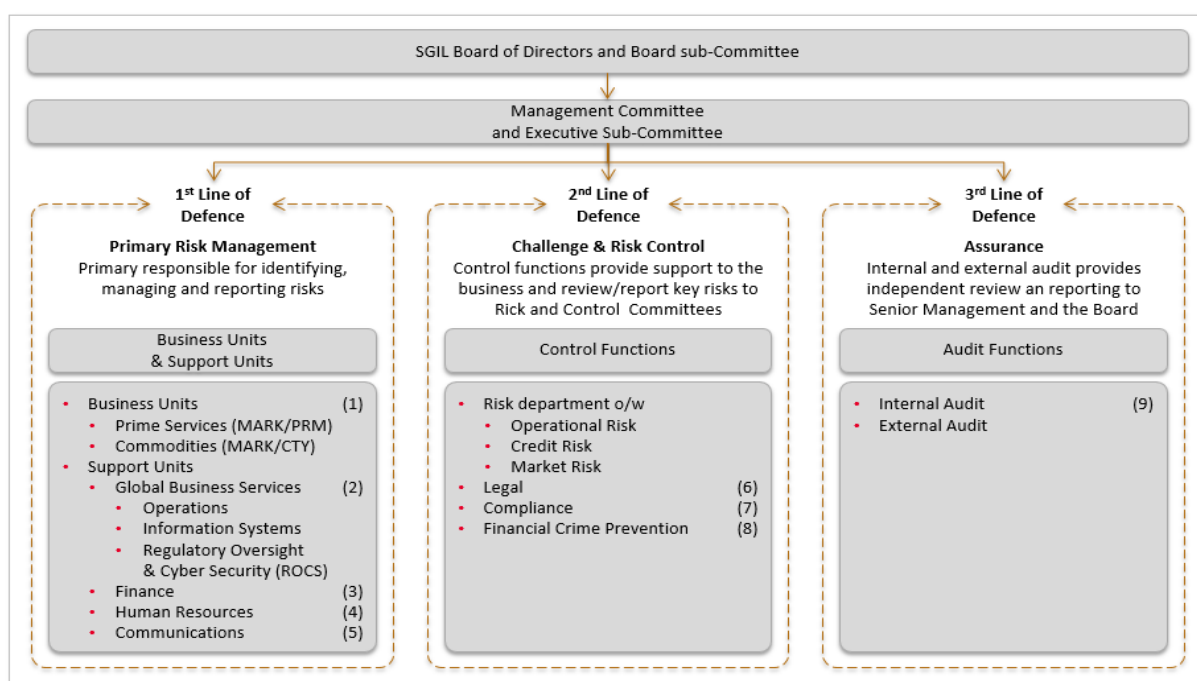 SGIL Board of Directors and Board sub-Committee
Management Committee
and Executive Sub-Committee
1st Line of
Defence
Primary Risk Management
Primary responsible for identifying,
managing and reporting risks
Business Units
& Support Units
• Business Units (1)
• Prime Services (MARK/PRM)
• Commodities (MARK/CTY)
• Support Units
• Global Business Services (2)
• Operations
• Information Systems
• Regulatory Oversight
& Cyber Security (ROCS)
• Finance (3)
• Human Resources (4)
• Communications (5)
2nd Line of
Defence
Challenge & Risk Control
Control functions provide support to the
business and review/report key risks to
Rick and Control Committees
Control Functions
• Risk department o/w
• Operational Risk
• Credit Risk
• Market Risk
• Legal (6)
• Compliance (7)
• Financial Crime Prevention (8)
3rd Line of
Defence
Assurance
Internal and external audit provides
independent review an reporting to
Senior Management and the Board
Audit Functions
• Internal Audit (9)
• External Audit